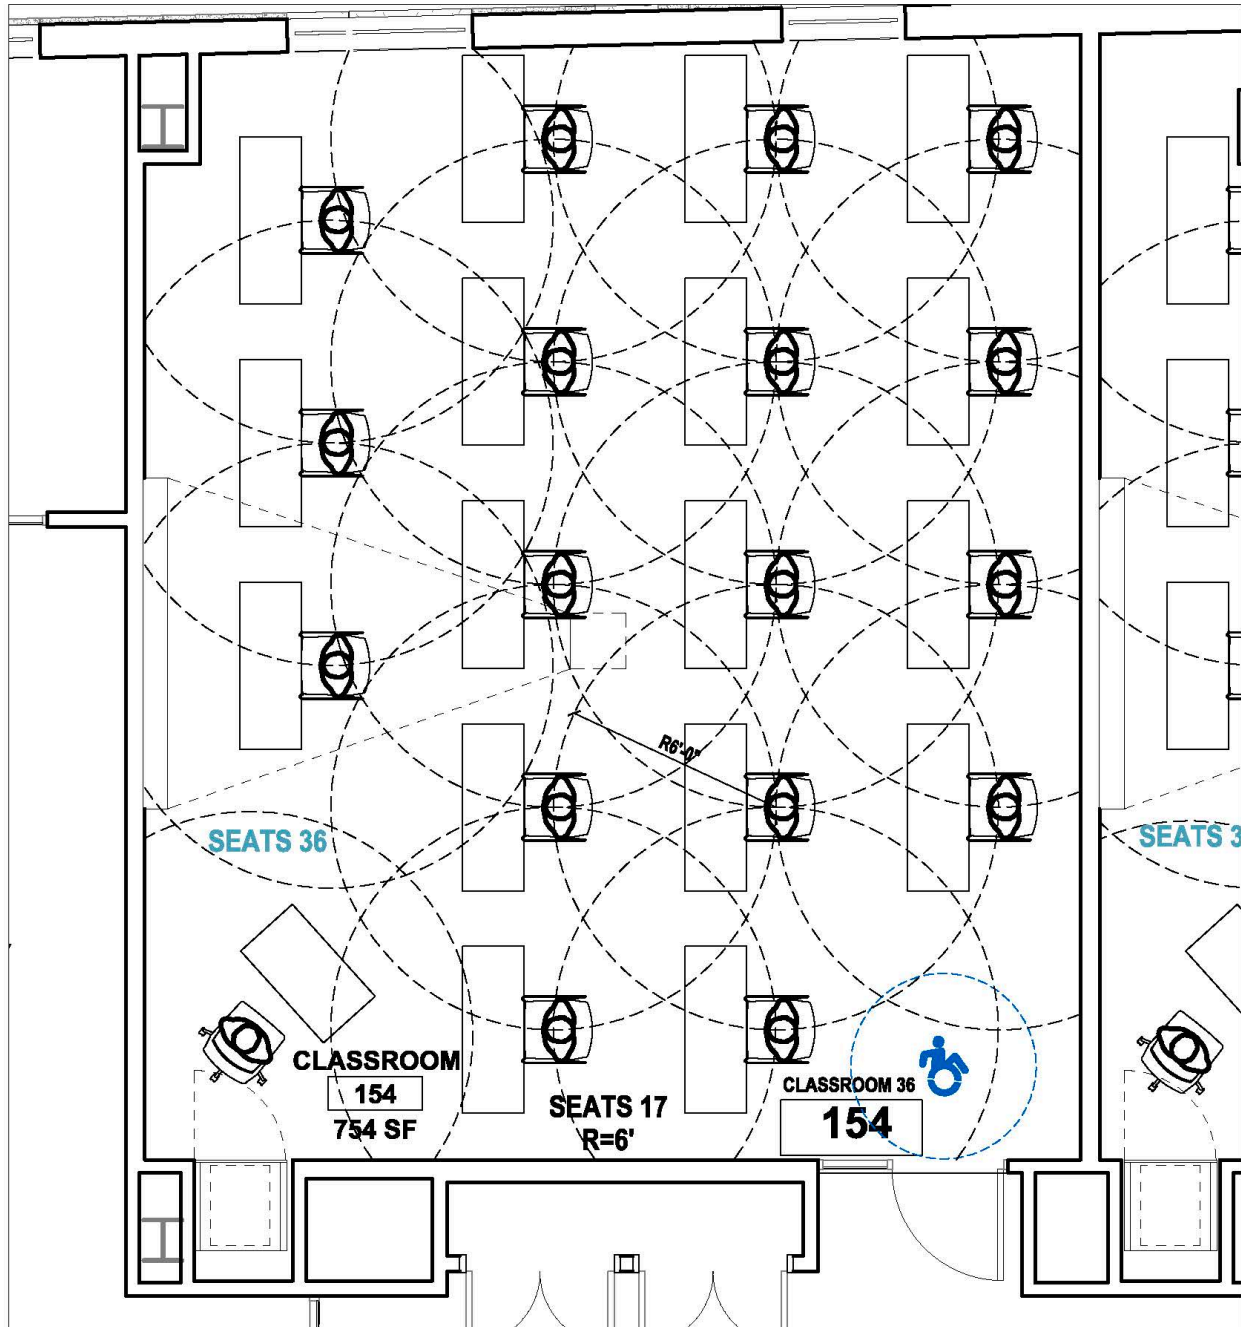 R6'-0"
SEATS 36
SEATS 3
CLASSROOM
154
754 SF
SEATS 17
R=6'
CLASSROOM 36
154